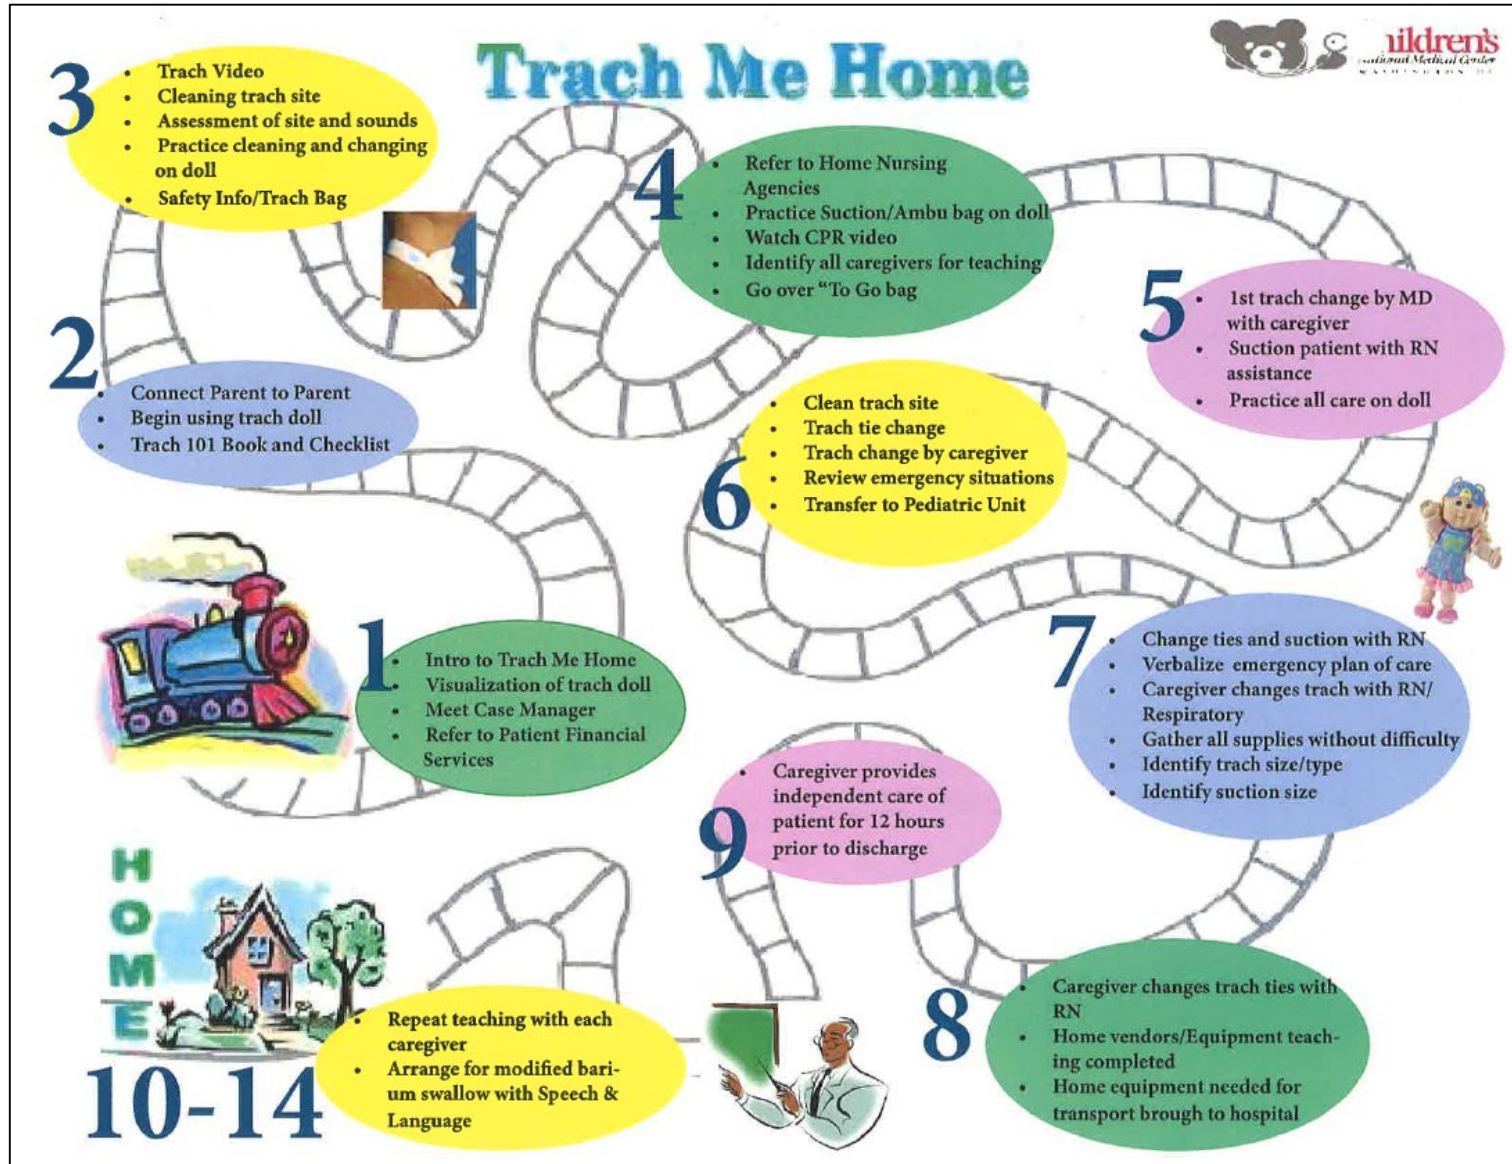 Trach Me Home
uildren's
ational Medical Center
WASHINGTON DC
3
• Trach Video
• Cleaning trach site
• Assessment of site and sounds
• Practice cleaning and changing
on doll
• Safety Info/Trach Bag
4
• Refer to Home Nursing
Agencies
• Practice Suction/Ambu bag on doll
• Watch CPR video
• Identify all caregivers for teaching
• Go over “To Go bag
5
• 1st trach change by MD
with caregiver
• Suction patient with RN
assistance
• Practice all care on doll
2
• Connect Parent to Parent
• Begin using trach doll
• Trach 101 Book and Checklist
6
• Clean trach site
• Trach tie change
• Trach change by caregiver
• Review emergency situations
• Transfer to Pediatric Unit
1
• Intro to Trach Me Home
• Visualization of trach doll
• Meet Case Manager
• Refer to Patient Financial
Services
7
• Change ties and suction with RN
• Verbalize emergency plan of care
• Caregiver changes trach with RN/
Respiratory
• Gather all supplies without difficulty
• Identify trach size/type
• Identify suction size
9
• Caregiver provides
independent care of
patient for 12 hours
prior to discharge
8
• Caregiver changes trach ties with
RN
• Home vendors/Equipment teach-
ing completed
• Home equipment needed for
transport brough to hospital
HOME
10-14
• Repeat teaching with each
caregiver
• Arrange for modified bari-
um swallow with Speech &
Language